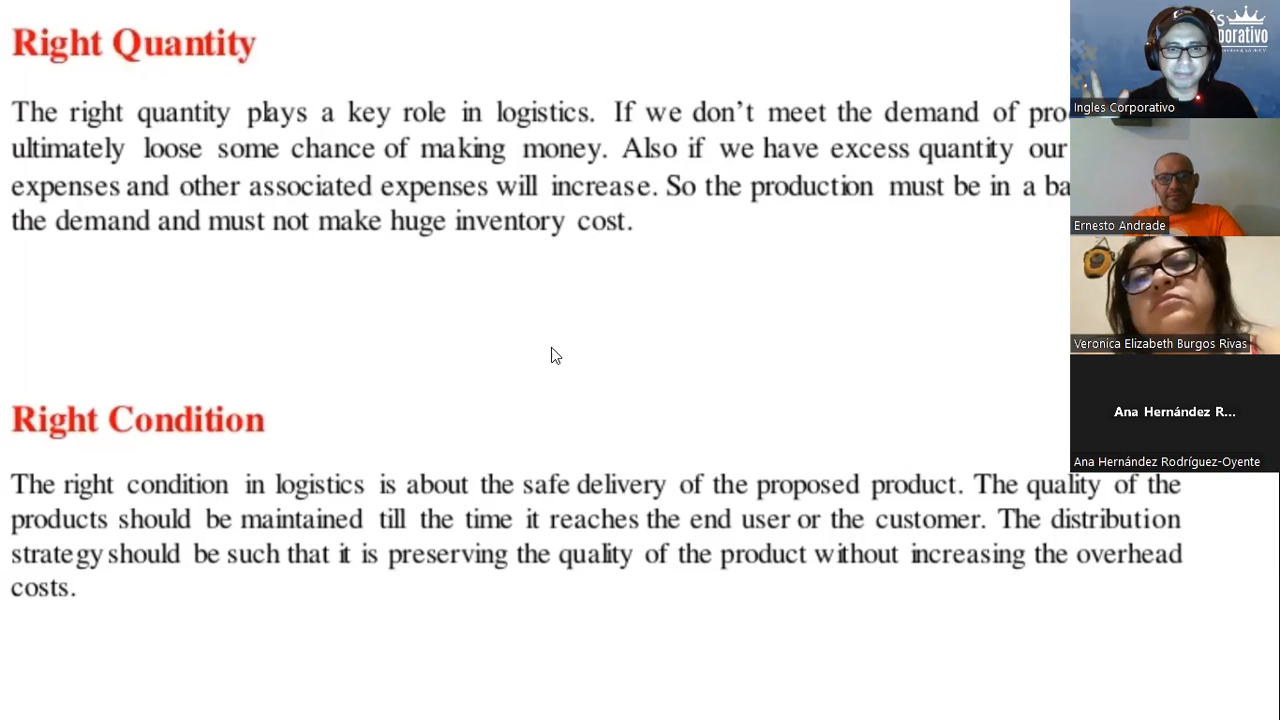 Right Quantity
The right quantity plays a key role in logistics. If we don't meet the demand of
ultimately loose some chance of making money. Also if we have excess quantity our
expenses and other associated expenses will increase. So the production must be in a
the demand and must not make huge inventory cost.
Right Condition
The right condition in logistics is about the safe delivery of the proposed product. The quality of the
products should be maintained till the time it reaches the end user or the customer. The distribution
strategy should be such that it is preserving the quality of the product without increasing the overhead
costs.
Ingles Corporativo
Ernesto Andrade
Veronica Elizabeth Burgos Rivas
Ana Hernández R...
Ana Hernández Rodríguez-Oyente